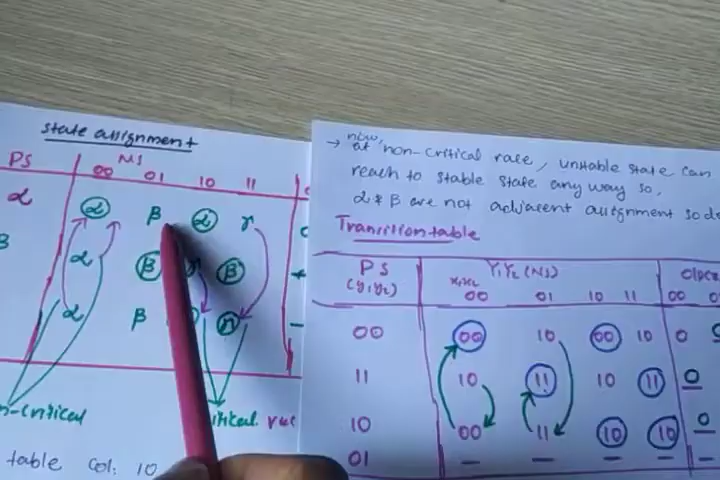 state assignment
PS NS
00 01 10 11
α α β α r
β α β β
α β n
n-critical
table col: 10
→ now, at non-critical race, unstable state can
reach to stable state any way so,
α & β are not adjacent assignment so
Transition table
PS Y₁Y₂ (NS)
(y₁y₂) x₁x₂ 00 01 10 11 00
00 00 10 00 10 0
11 10 11 10 11 0
10 00 11 10 10 0
01 — — — — —